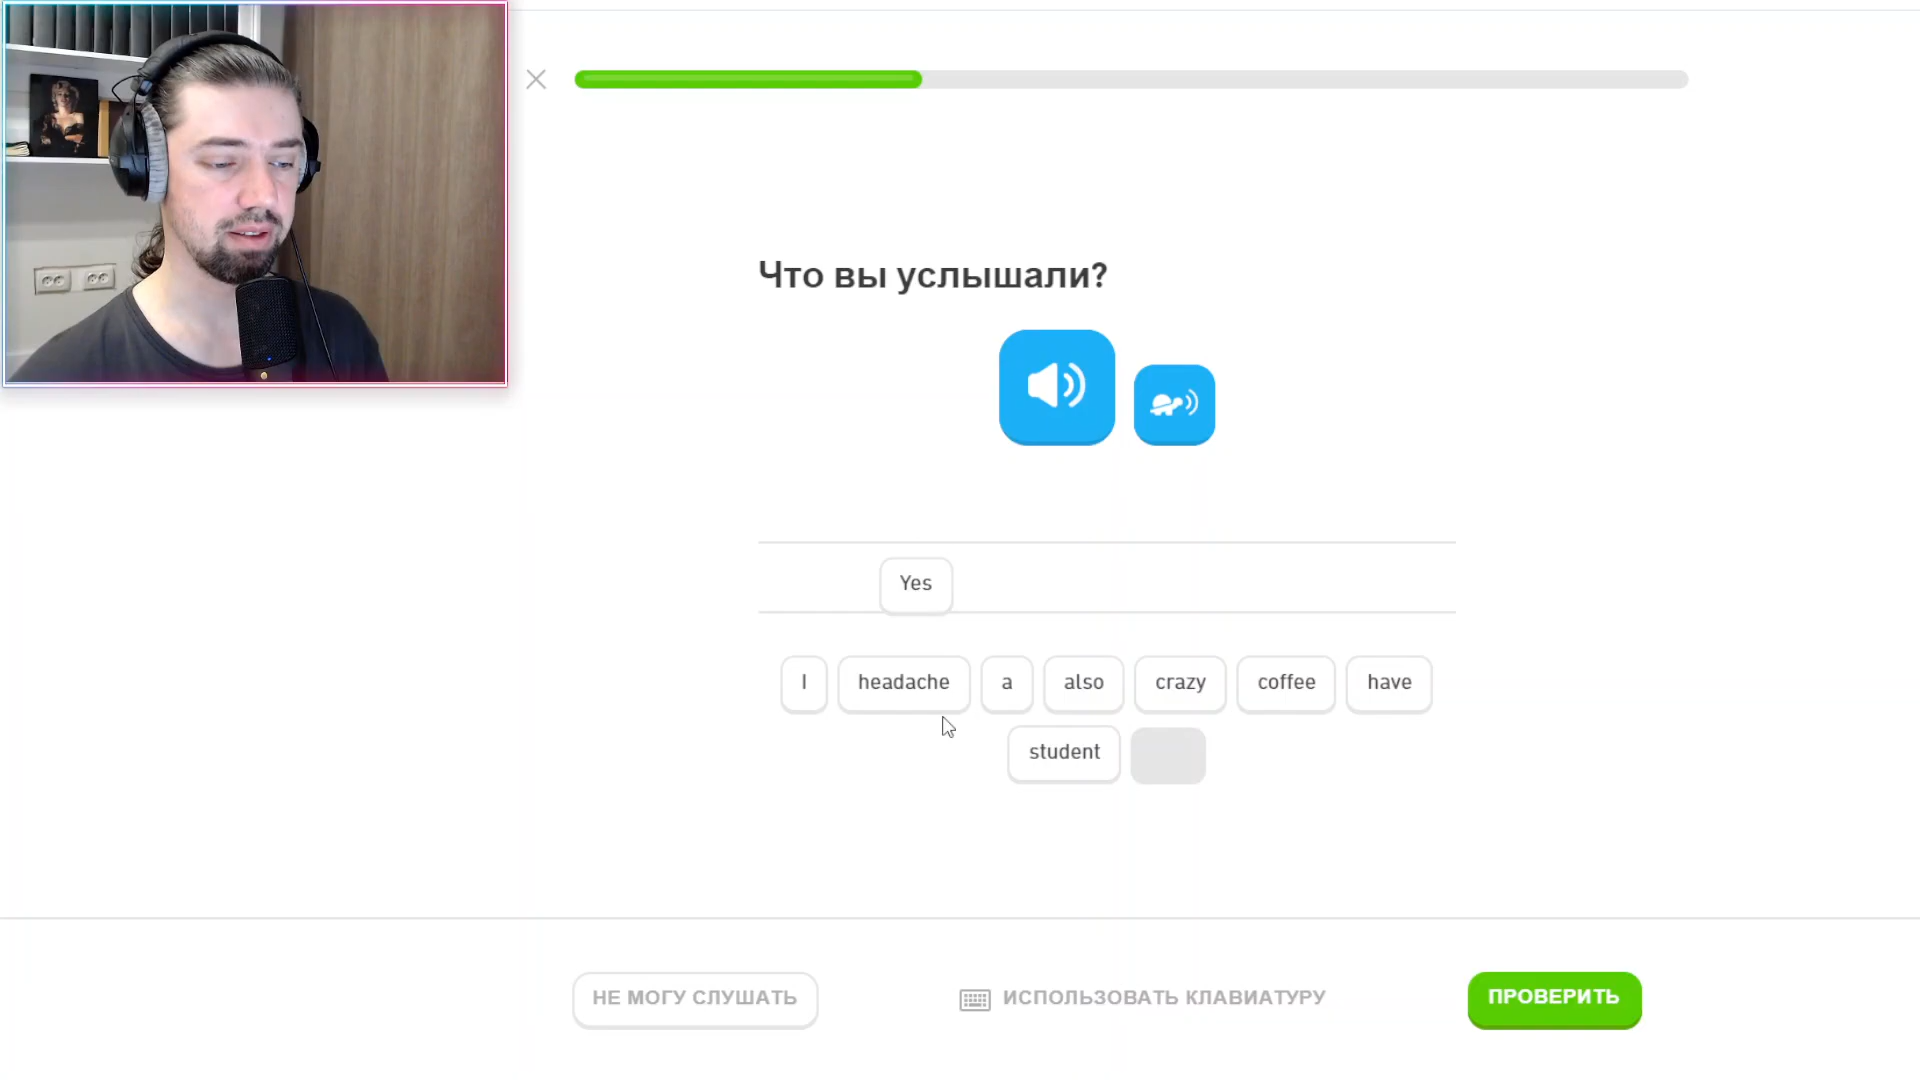 Что вы услышали?
Yes
I headache a also crazy coffee have
student
НЕ МОГУ СЛУШАТЬ ИСПОЛЬЗОВАТЬ КЛАВИАТУРУ ПРОВЕРИТЬ